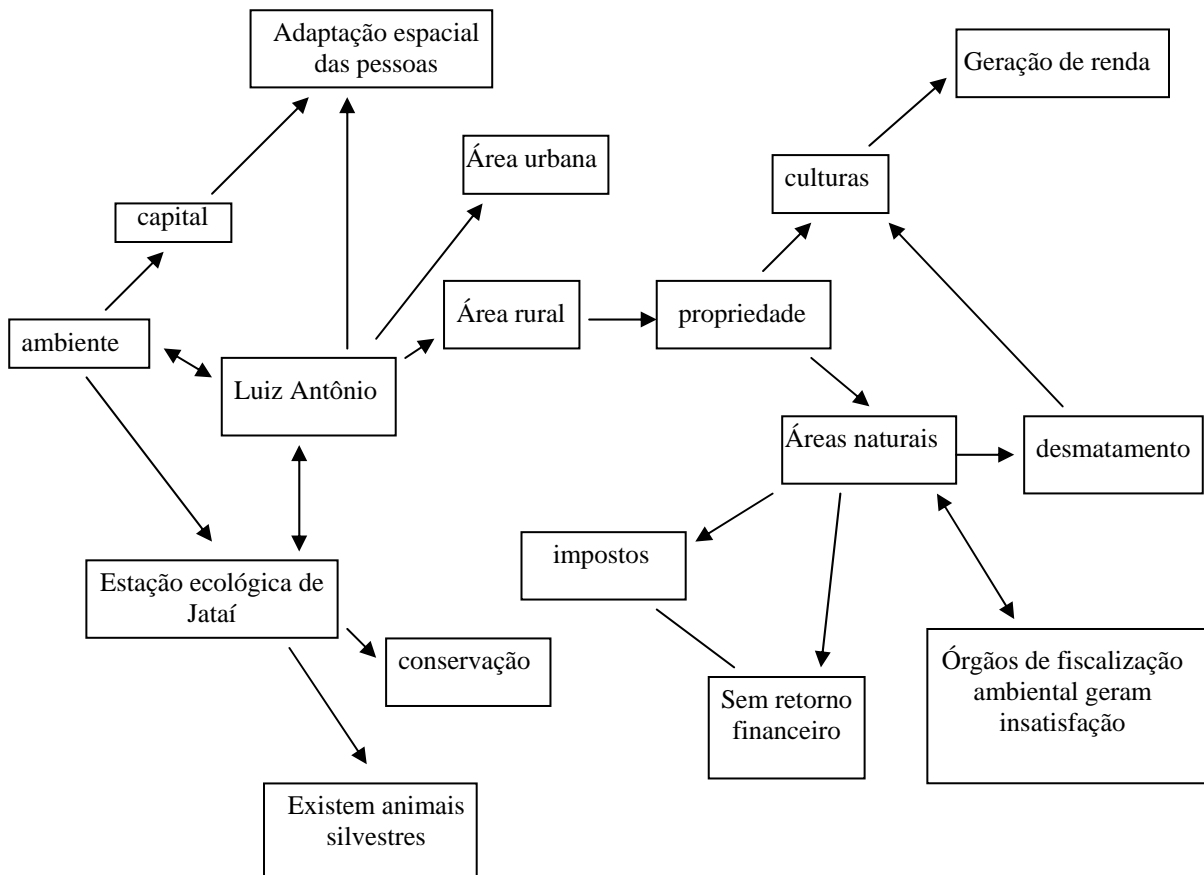 Adaptação espacial
das pessoas
Geração de renda
Área urbana
culturas
capital
Área rural
propriedade
ambiente
Luiz Antônio
Áreas naturais
desmatamento
impostos
Estação ecológica de
Jataí
conservação
Sem retorno
financeiro
Órgãos de fiscalização
ambiental geram
insatisfação
Existem animais
silvestres